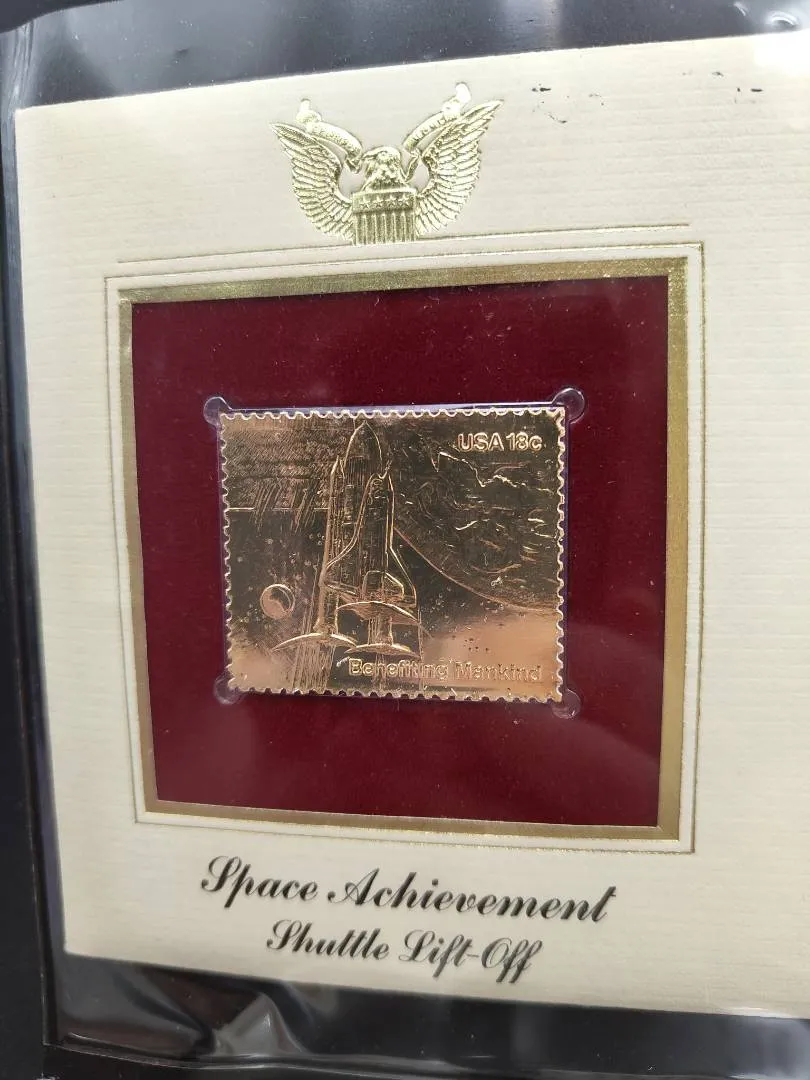 USA 18c
Benefiting Mankind
Space Achievement
Shuttle Lift-Off